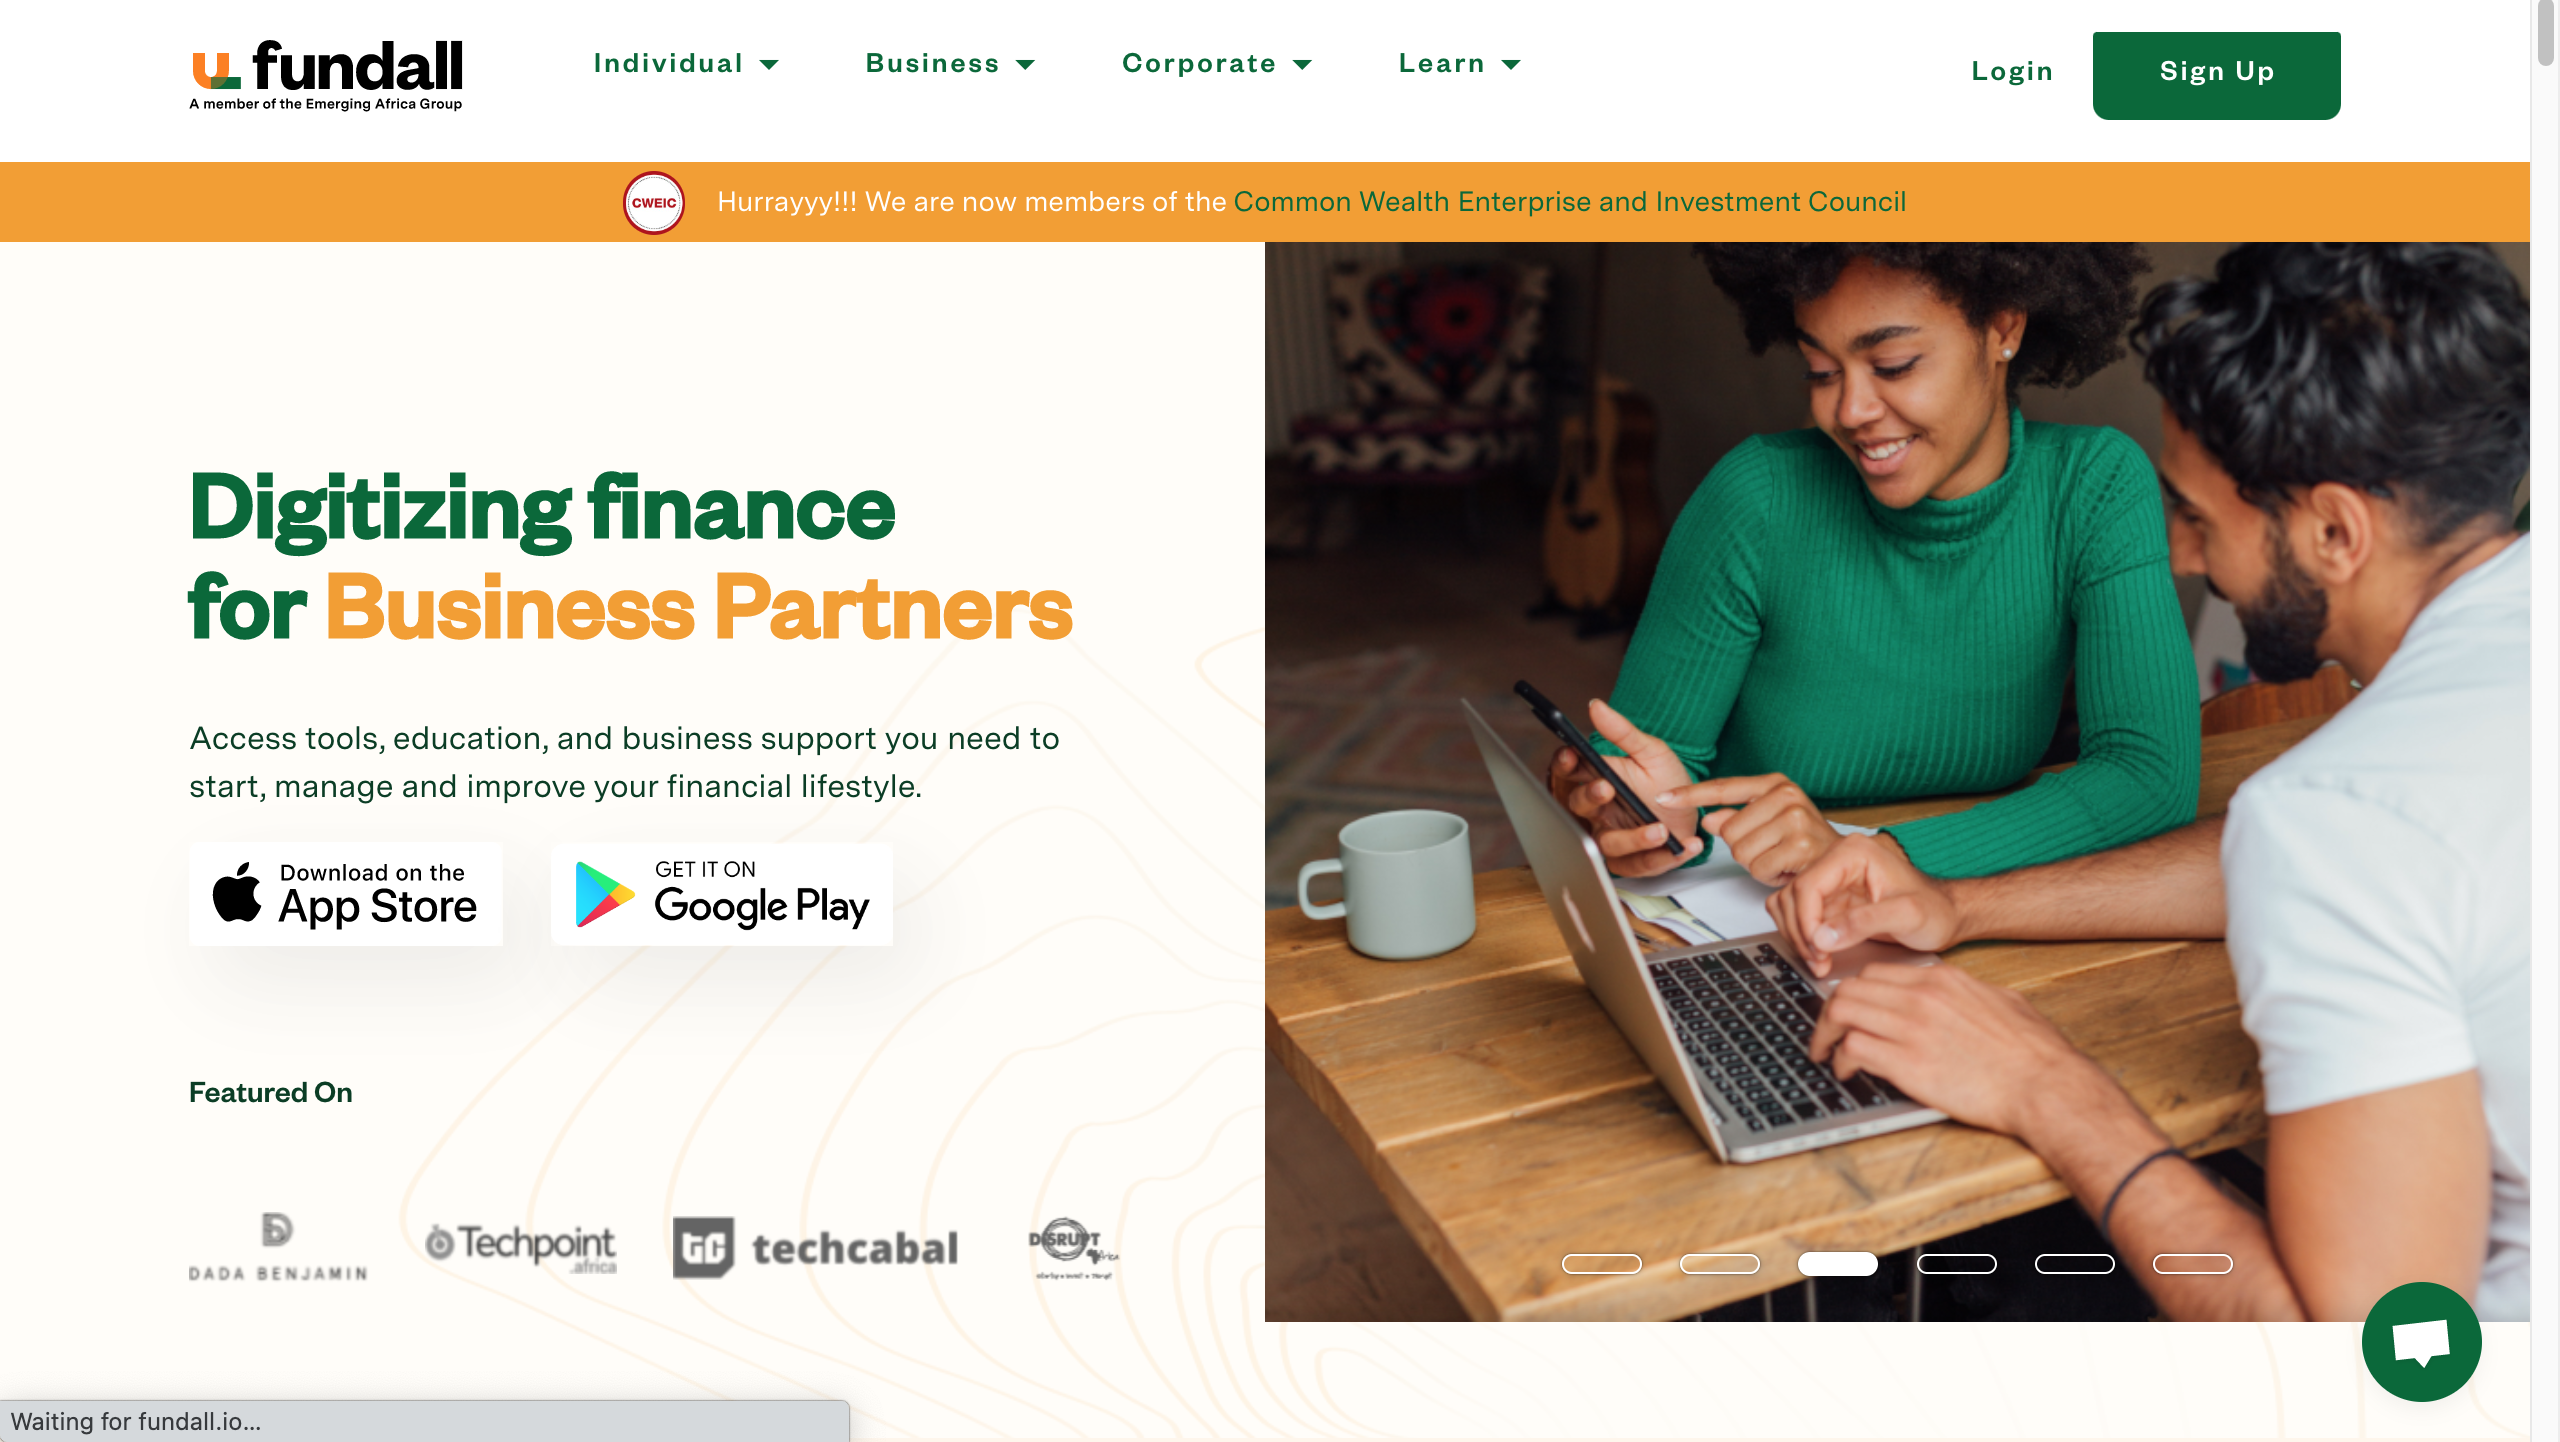 fundall
A member of the Emerging Africa Group
Individual
Business
Corporate
Learn
Login
Sign Up
CWEIC
Hurrayyy!!! We are now members of the Common Wealth Enterprise and Investment Council
Digitizing finance
for Business Partners
Access tools, education, and business support you need to
start, manage and improve your financial lifestyle.
Download on the
App Store
GET IT ON
Google Play
Featured On
DADA BENJAMIN
Techpoint
.africa
TC techcabal
DISRUPT
Africa
Waiting for fundall.io...